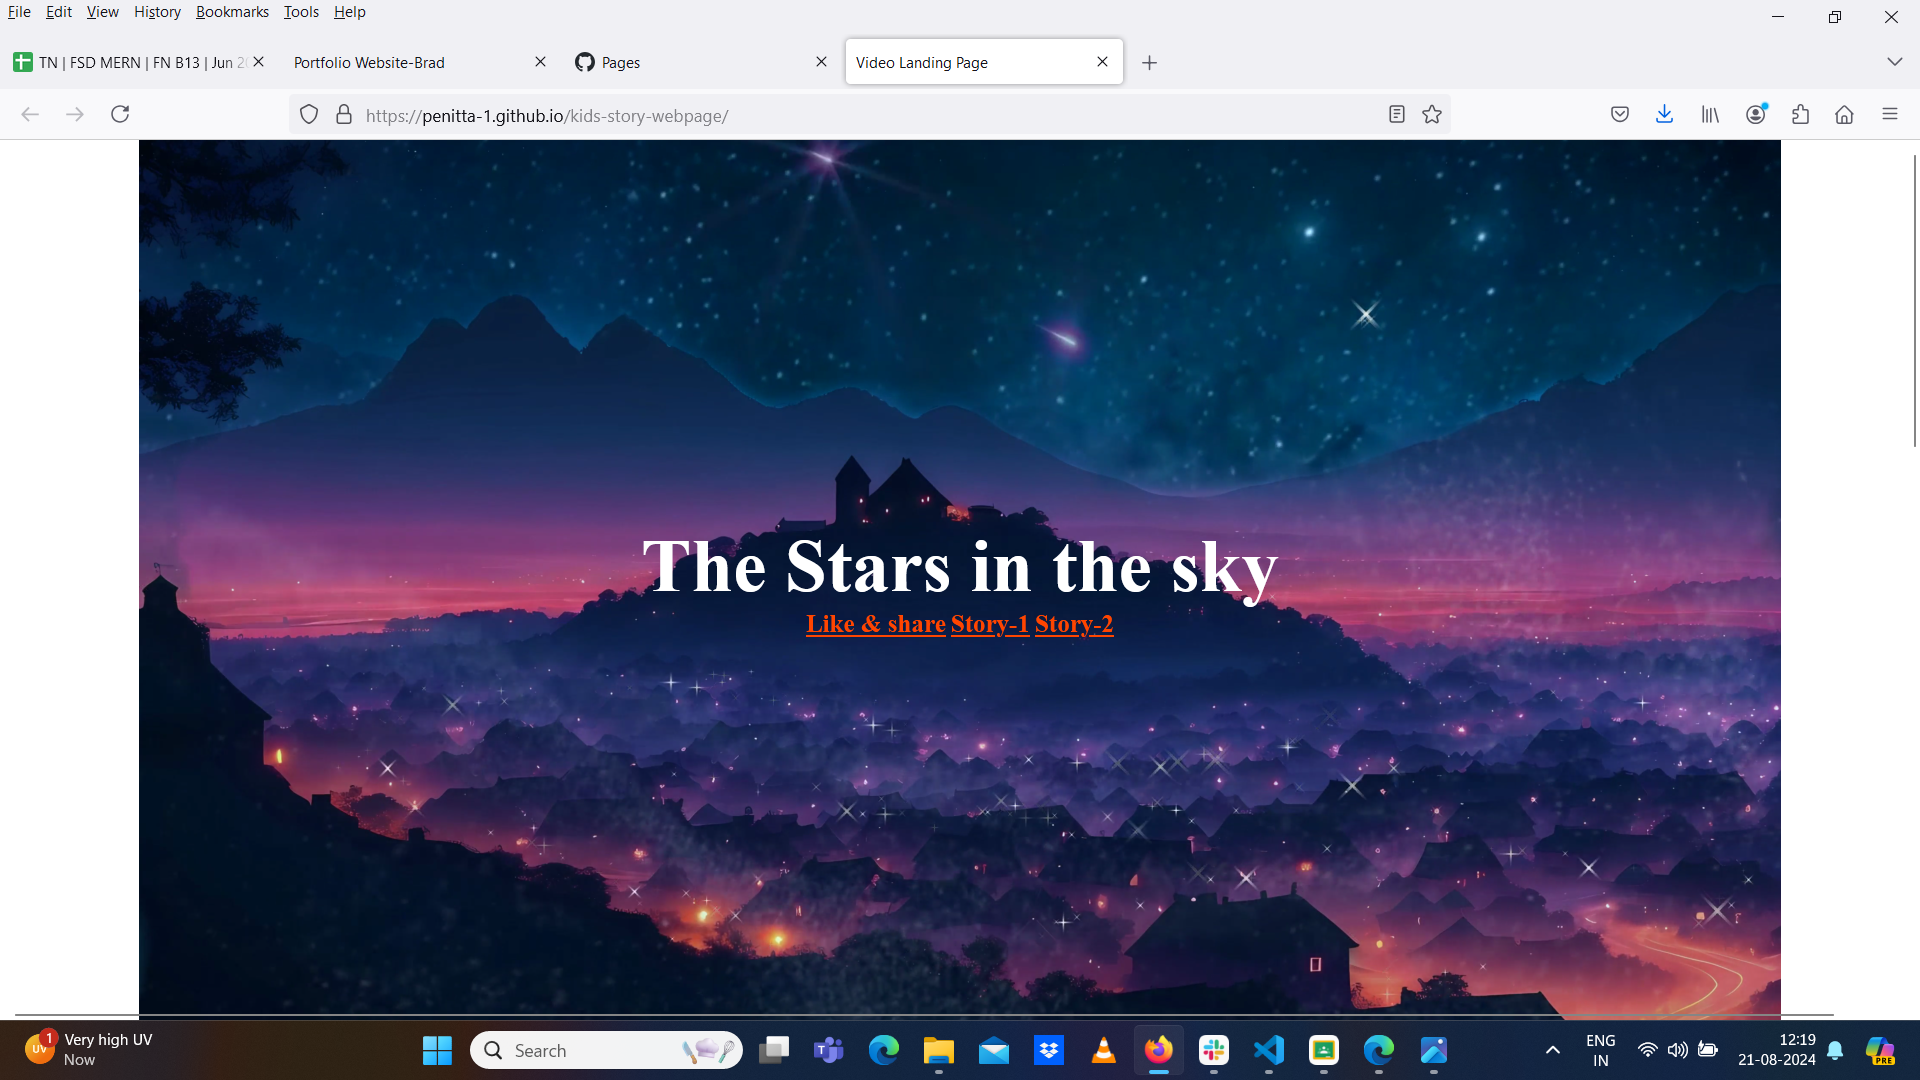 File Edit View History Bookmarks Tools Help
TN | FSD MERN | FN B13 | Jun 20 Portfolio Website-Brad Pages Video Landing Page
https://penitta-1.github.io/kids-story-webpage/
The Stars in the sky
Like & share Story-1 Story-2
1 Very high UV
UV Now
Search
ENG
IN
12:19
21-08-2024
PRE